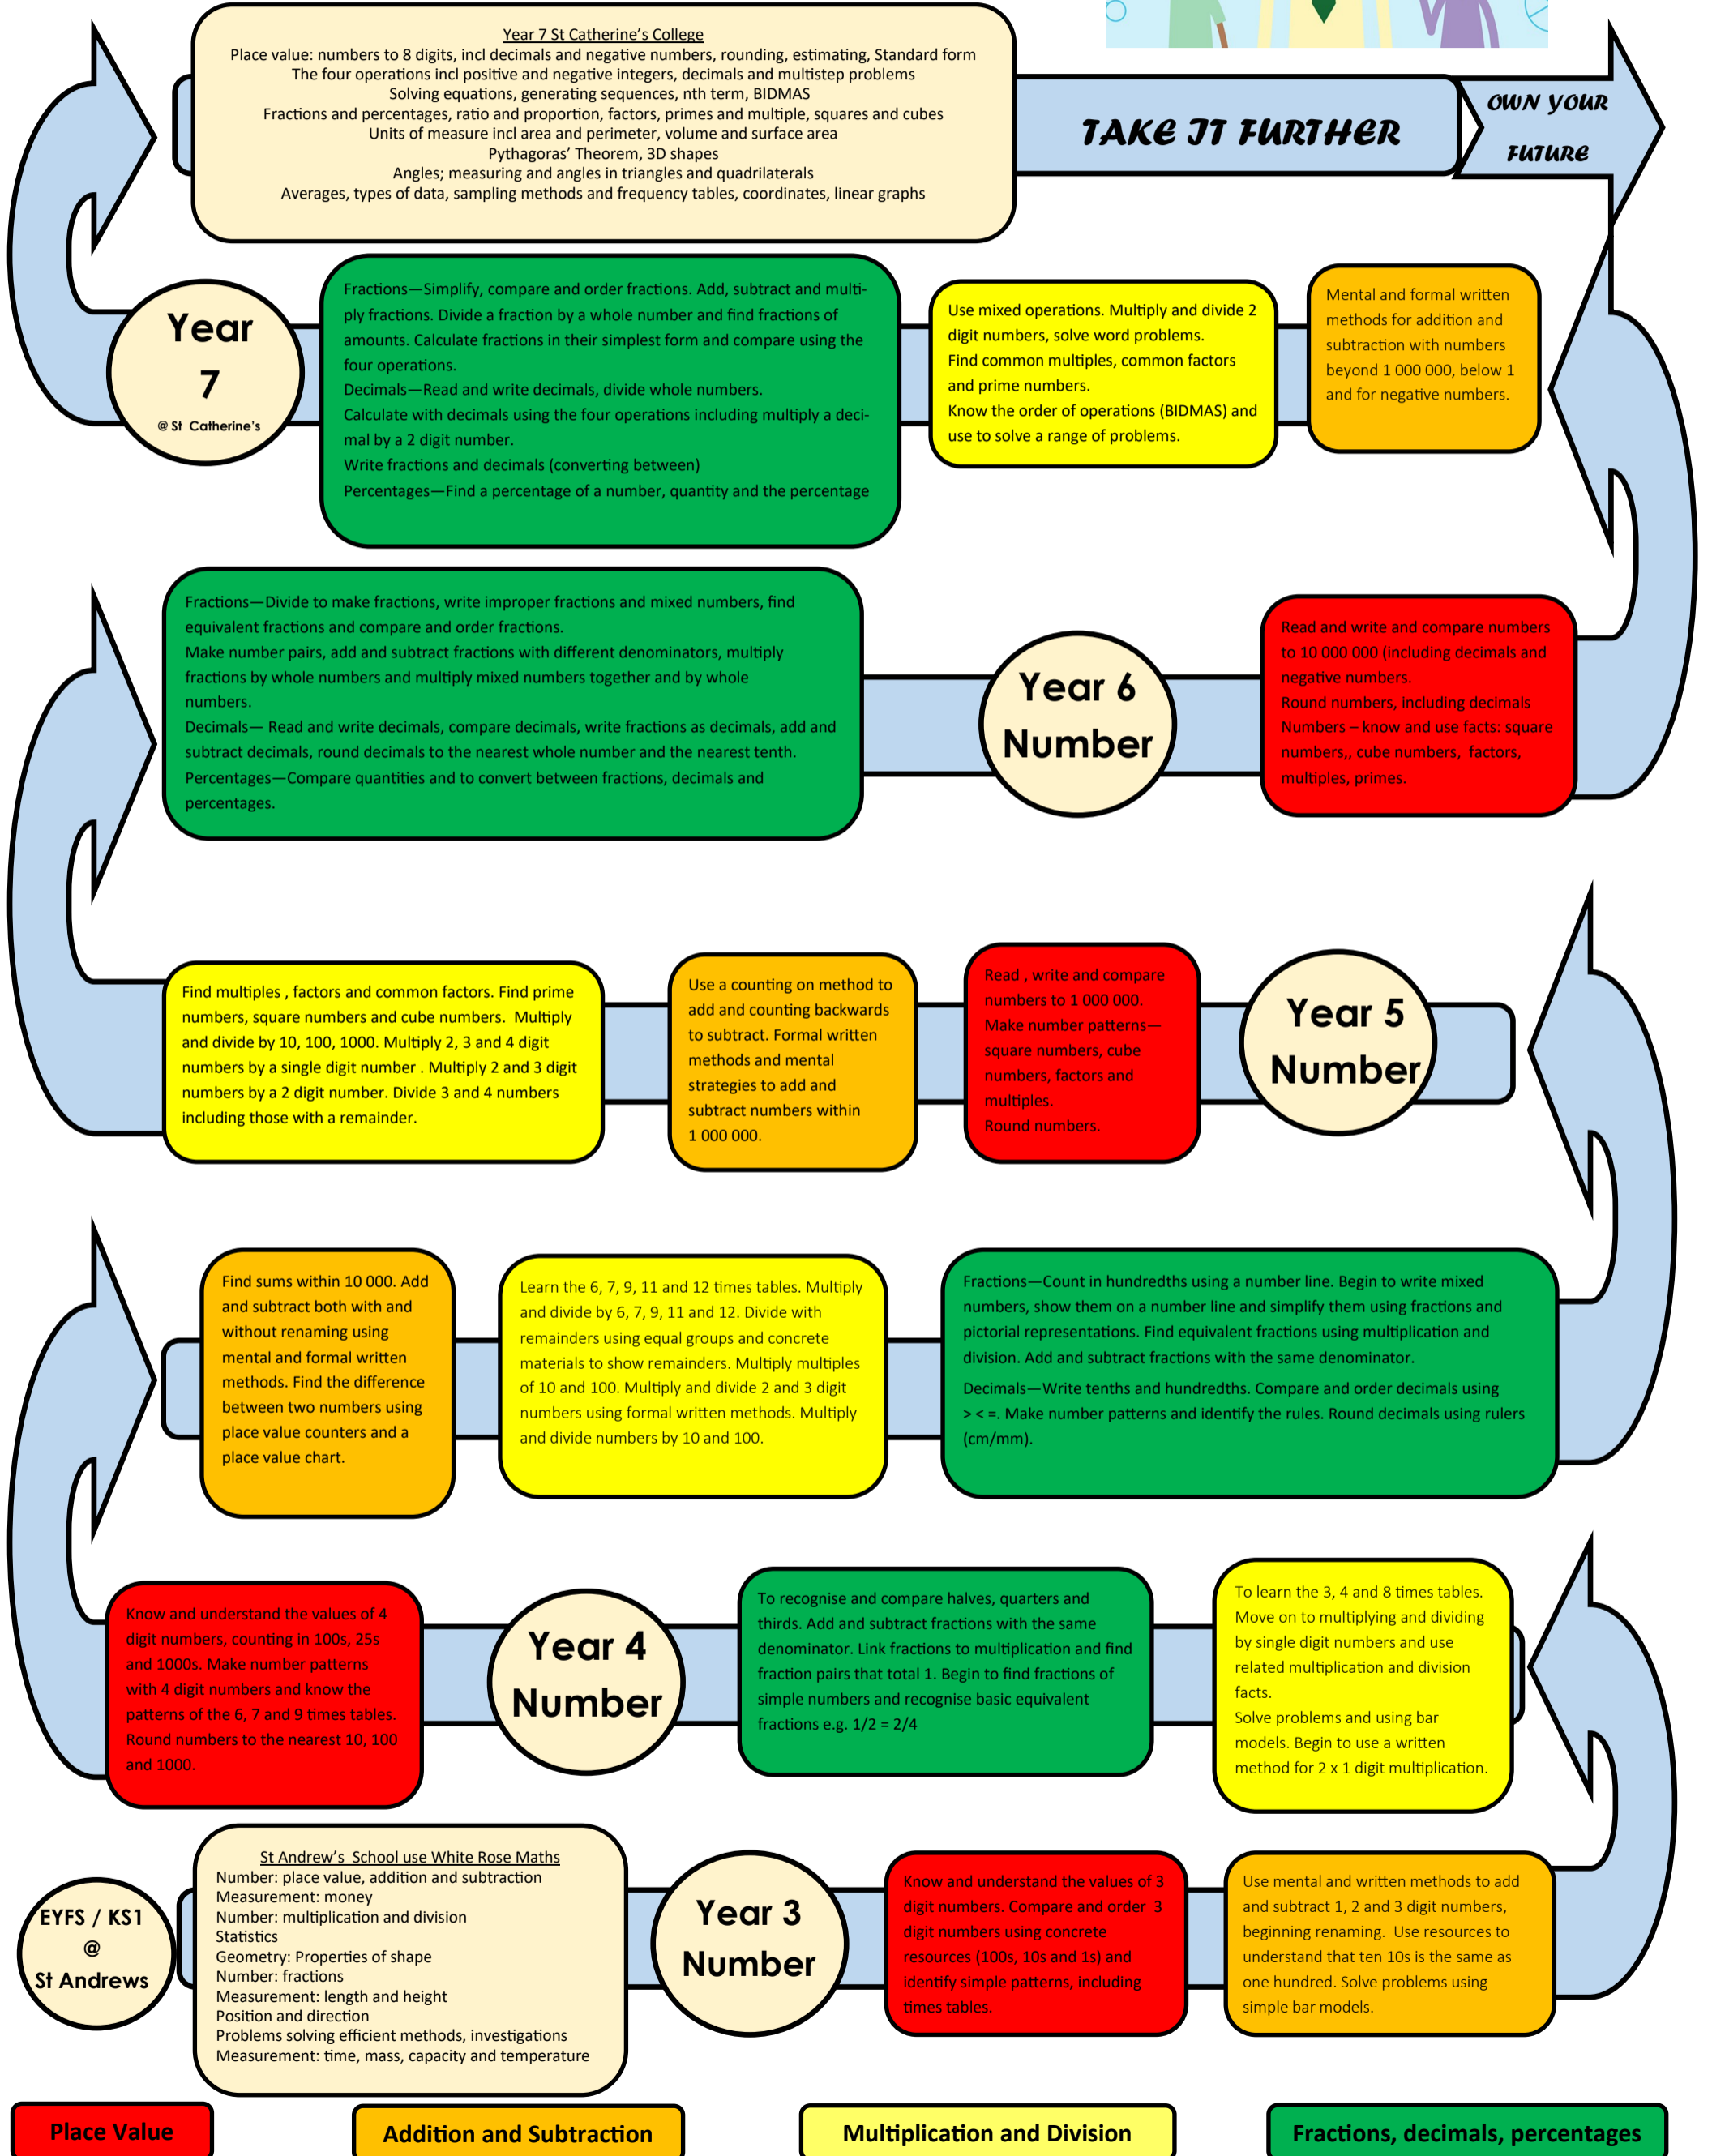 Year 7 St Catherine's College
Place value: numbers to 8 digits, incl decimals and negative numbers, rounding, estimating, Standard form
The four operations incl positive and negative integers, decimals and multistep problems
Solving equations, generating sequences, nth term, BIDMAS
Fractions and percentages, ratio and proportion, factors, primes and multiple, squares and cubes
Units of measure incl area and perimeter, volume and surface area
Pythagoras' Theorem, 3D shapes
Angles; measuring and angles in triangles and quadrilaterals
Averages, types of data, sampling methods and frequency tables, coordinates, linear graphs
TAKE IT FURTHER
OWN YOUR
FUTURE
Year
7
@ St Catherine's
Fractions—Simplify, compare and order fractions. Add, subtract and multi-
ply fractions. Divide a fraction by a whole number and find fractions of
amounts. Calculate fractions in their simplest form and compare using the
four operations.
Decimals—Read and write decimals, divide whole numbers.
Calculate with decimals using the four operations including multiply a deci-
mal by a 2 digit number.
Write fractions and decimals (converting between)
Percentages—Find a percentage of a number, quantity and the percentage
Use mixed operations. Multiply and divide 2
digit numbers, solve word problems.
Find common multiples, common factors
and prime numbers.
Know the order of operations (BIDMAS) and
use to solve a range of problems.
Mental and formal written
methods for addition and
subtraction with numbers
beyond 1 000 000, below 1
and for negative numbers.
Fractions—Divide to make fractions, write improper fractions and mixed numbers, find
equivalent fractions and compare and order fractions.
Make number pairs, add and subtract fractions with different denominators, multiply
fractions by whole numbers and multiply mixed numbers together and by whole
numbers.
Decimals— Read and write decimals, compare decimals, write fractions as decimals, add and
subtract decimals, round decimals to the nearest whole number and the nearest tenth.
Percentages—Compare quantities and to convert between fractions, decimals and
percentages.
Year 6
Number
Read and write and compare numbers
to 10 000 000 (including decimals and
negative numbers.
Round numbers, including decimals
Numbers – know and use facts: square
numbers,, cube numbers, factors,
multiples, primes.
Find multiples , factors and common factors. Find prime
numbers, square numbers and cube numbers. Multiply
and divide by 10, 100, 1000. Multiply 2, 3 and 4 digit
numbers by a single digit number . Multiply 2 and 3 digit
numbers by a 2 digit number. Divide 3 and 4 numbers
including those with a remainder.
Use a counting on method to
add and counting backwards
to subtract. Formal written
methods and mental
strategies to add and
subtract numbers within
1 000 000.
Read , write and compare
numbers to 1 000 000.
Make number patterns—
square numbers, cube
numbers, factors and
multiples.
Round numbers.
Year 5
Number
Find sums within 10 000. Add
and subtract both with and
without renaming using
mental and formal written
methods. Find the difference
between two numbers using
place value counters and a
place value chart.
Learn the 6, 7, 9, 11 and 12 times tables. Multiply
and divide by 6, 7, 9, 11 and 12. Divide with
remainders using equal groups and concrete
materials to show remainders. Multiply multiples
of 10 and 100. Multiply and divide 2 and 3 digit
numbers using formal written methods. Multiply
and divide numbers by 10 and 100.
Fractions—Count in hundredths using a number line. Begin to write mixed
numbers, show them on a number line and simplify them using fractions and
pictorial representations. Find equivalent fractions using multiplication and
division. Add and subtract fractions with the same denominator.
Decimals—Write tenths and hundredths. Compare and order decimals using
> < =. Make number patterns and identify the rules. Round decimals using rulers
(cm/mm).
Know and understand the values of 4
digit numbers, counting in 100s, 25s
and 1000s. Make number patterns
with 4 digit numbers and know the
patterns of the 6, 7 and 9 times tables.
Round numbers to the nearest 10, 100
and 1000.
Year 4
Number
To recognise and compare halves, quarters and
thirds. Add and subtract fractions with the same
denominator. Link fractions to multiplication and find
fraction pairs that total 1. Begin to find fractions of
simple numbers and recognise basic equivalent
fractions e.g. 1/2 = 2/4
To learn the 3, 4 and 8 times tables.
Move on to multiplying and dividing
by single digit numbers and use
related multiplication and division
facts.
Solve problems and using bar
models. Begin to use a written
method for 2 x 1 digit multiplication.
EYFS / KS1
@
St Andrews
St Andrew's School use White Rose Maths
Number: place value, addition and subtraction
Measurement: money
Number: multiplication and division
Statistics
Geometry: Properties of shape
Number: fractions
Measurement: length and height
Position and direction
Problems solving efficient methods, investigations
Measurement: time, mass, capacity and temperature
Year 3
Number
Know and understand the values of 3
digit numbers. Compare and order 3
digit numbers using concrete
resources (100s, 10s and 1s) and
identify simple patterns, including
times tables.
Use mental and written methods to add
and subtract 1, 2 and 3 digit numbers,
beginning renaming. Use resources to
understand that ten 10s is the same as
one hundred. Solve problems using
simple bar models.
Place Value
Addition and Subtraction
Multiplication and Division
Fractions, decimals, percentages